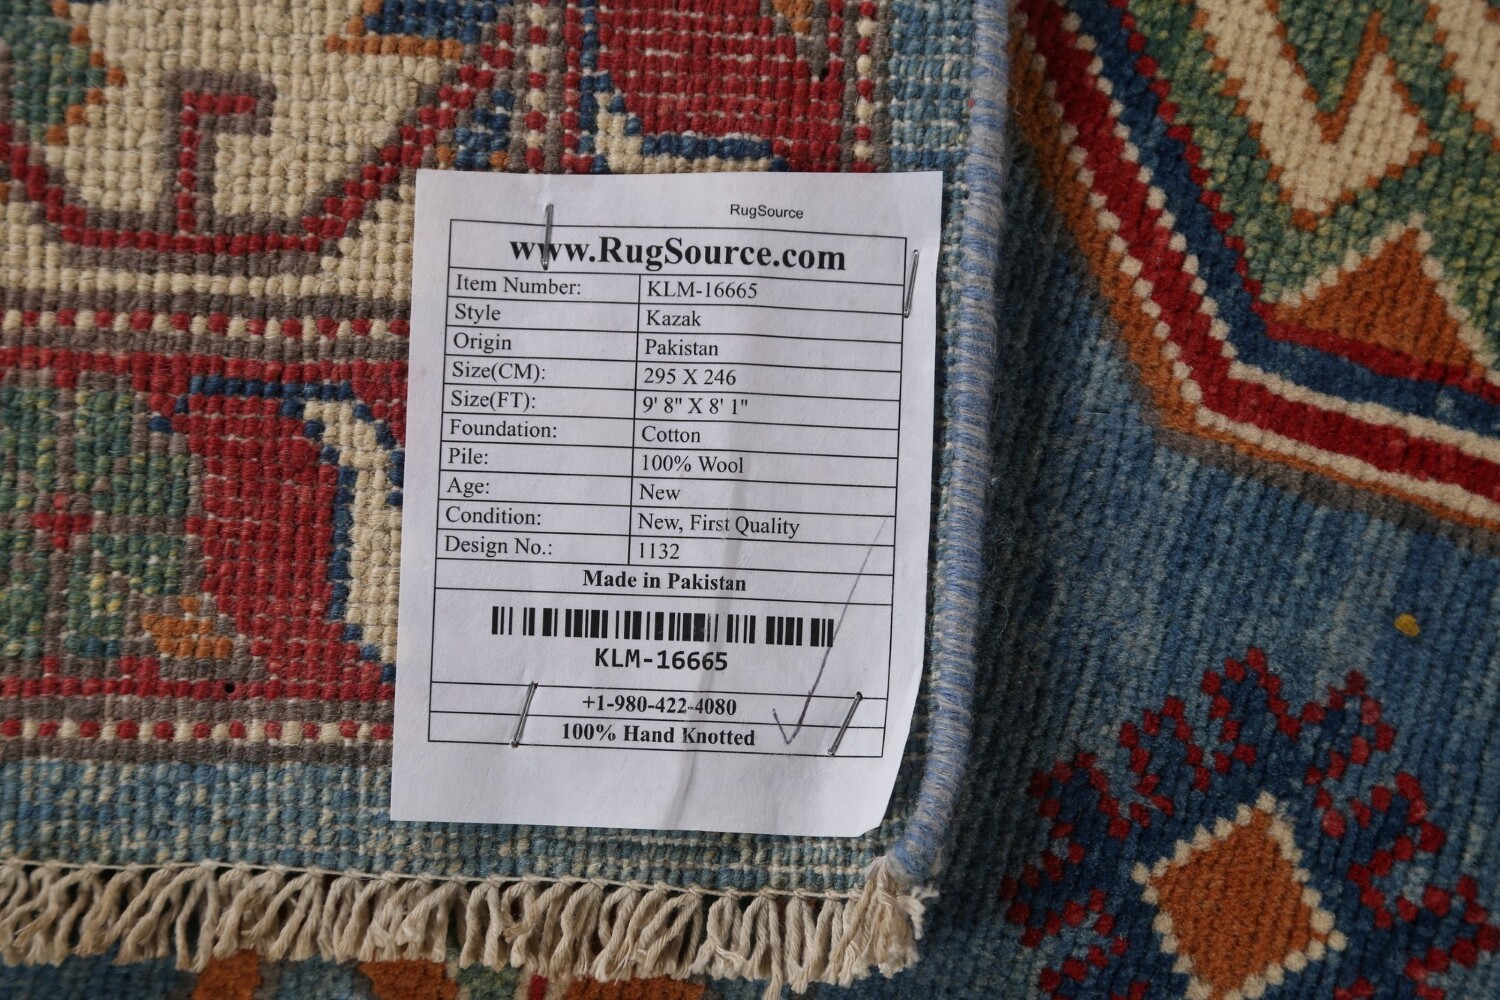 RugSource
www.RugSource.com
Item Number: KLM-16665
Style Kazak
Origin Pakistan
Size(CM): 295 X 246
Size(FT): 9' 8" X 8' 1"
Foundation: Cotton
Pile: 100% Wool
Age: New
Condition: New, First Quality
Design No.: 1132
Made in Pakistan
KLM-16665
+1-980-422-4080
100% Hand Knotted